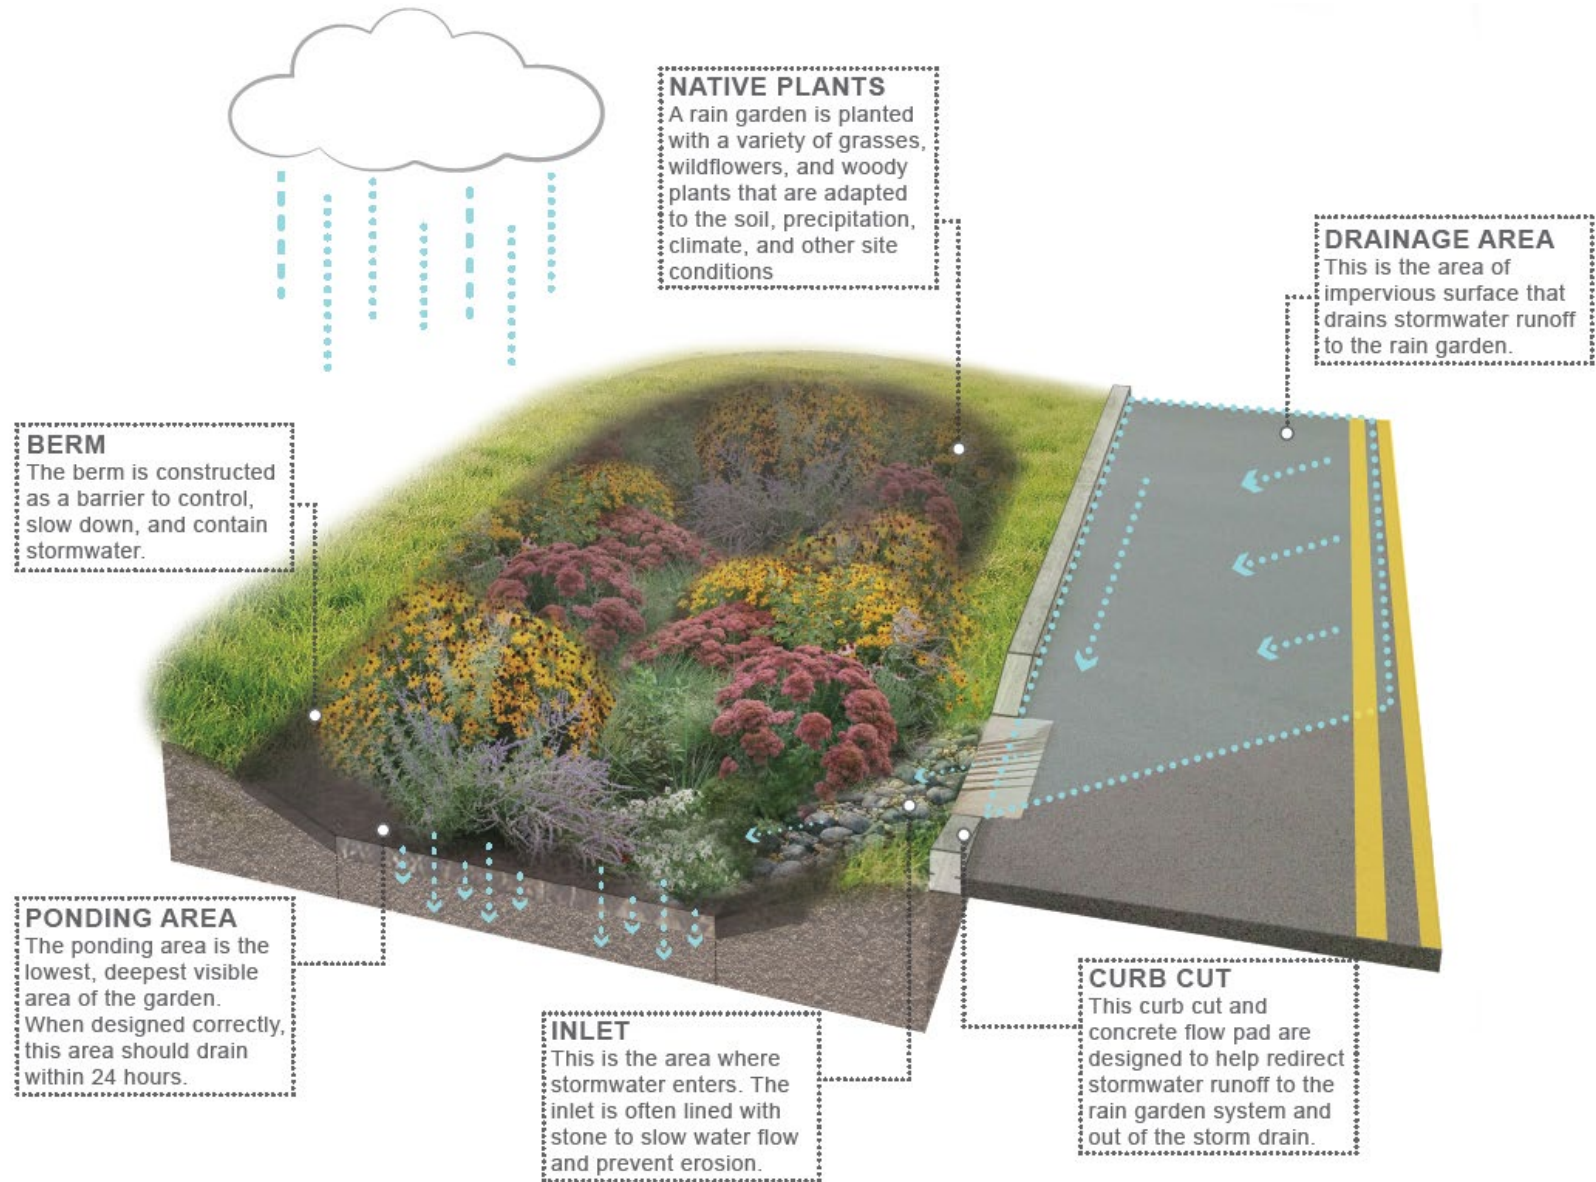 NATIVE PLANTS
A rain garden is planted
with a variety of grasses,
wildflowers, and woody
plants that are adapted
to the soil, precipitation,
climate, and other site
conditions
DRAINAGE AREA
This is the area of
impervious surface that
drains stormwater runoff
to the rain garden.
BERM
The berm is constructed
as a barrier to control,
slow down, and contain
stormwater.
PONDING AREA
The ponding area is the
lowest, deepest visible
area of the garden.
When designed correctly,
this area should drain
within 24 hours.
INLET
This is the area where
stormwater enters. The
inlet is often lined with
stone to slow water flow
and prevent erosion.
CURB CUT
This curb cut and
concrete flow pad are
designed to help redirect
stormwater runoff to the
rain garden system and
out of the storm drain.